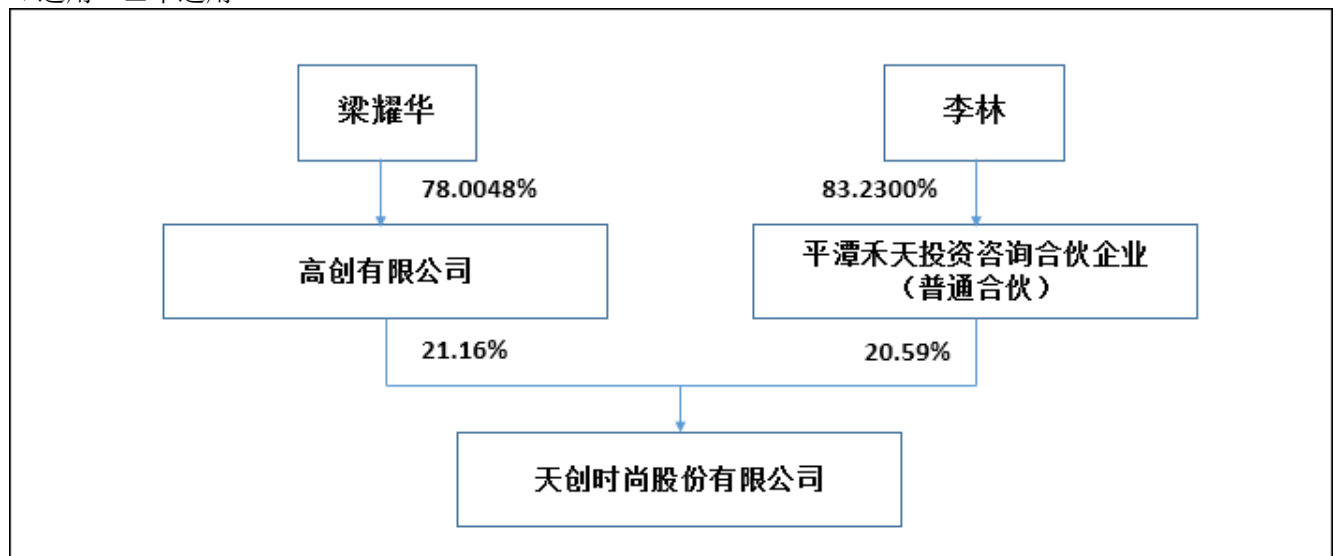 梁耀华
李林
78.0048%
83.2300%
高创有限公司
平潭禾天投资咨询合伙企业
（普通合伙）
21.16%
20.59%
天创时尚股份有限公司